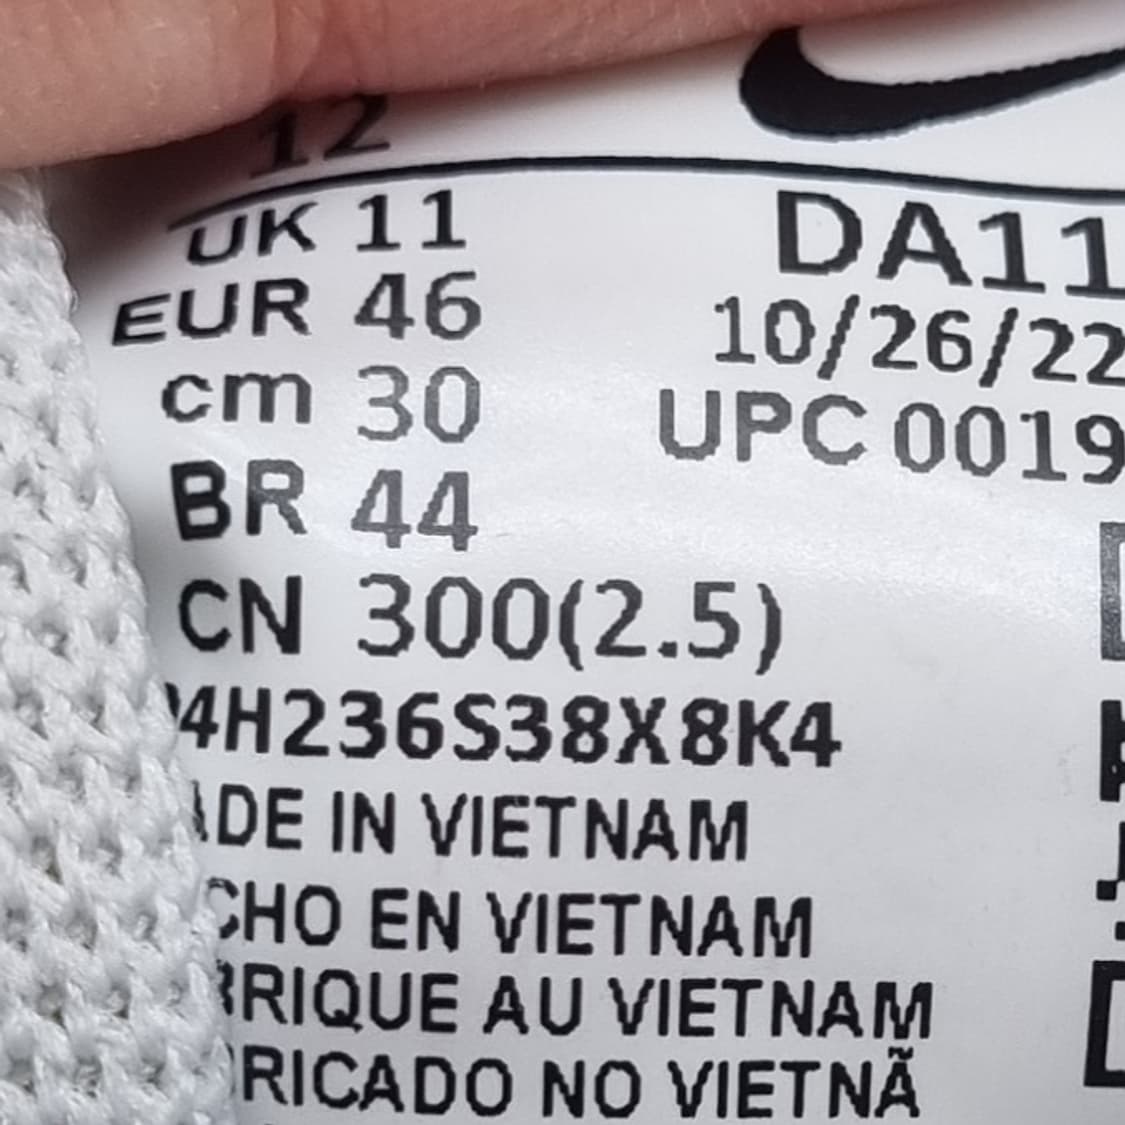 12
UK 11
EUR 46
cm 30
BR 44
CN 300(2.5)
4H236S38X8K4
ADE IN VIETNAM
CHO EN VIETNAM
RIQUE AU VIETNAM
RICADO NO VIETNÃ
DA11
10/26/22
UPC 0019